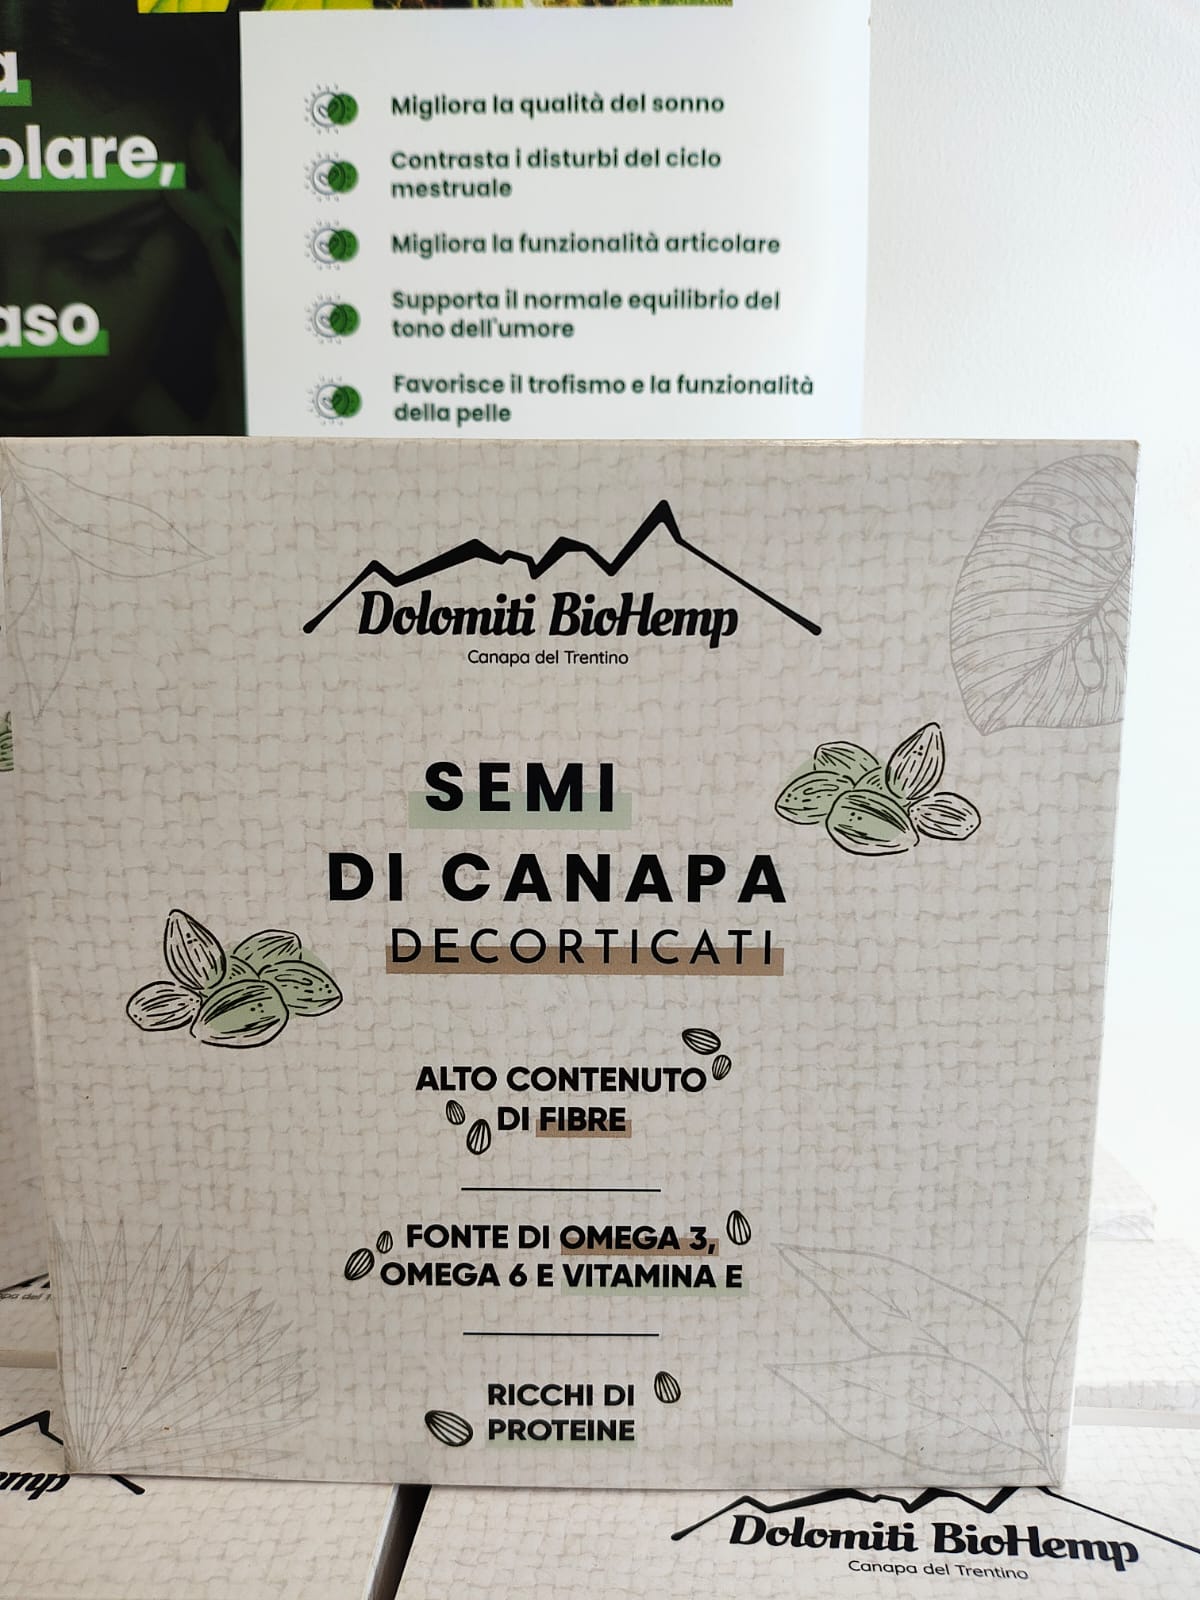 olare,
aso
Migliora la qualità del sonno
Contrasta i disturbi del ciclo
mestruale
Migliora la funzionalità articolare
Supporta il normale equilibrio del
tono dell'umore
Favorisce il trofismo e la funzionalità
della pelle
Dolomiti BioHemp
Canapa del Trentino
SEMI
DI CANAPA
DECORTICATI
ALTO CONTENUTO
DI FIBRE
FONTE DI OMEGA 3,
OMEGA 6 E VITAMINA E
RICCHI DI
PROTEINE
Dolomiti BioHemp
Canapa del Trentino